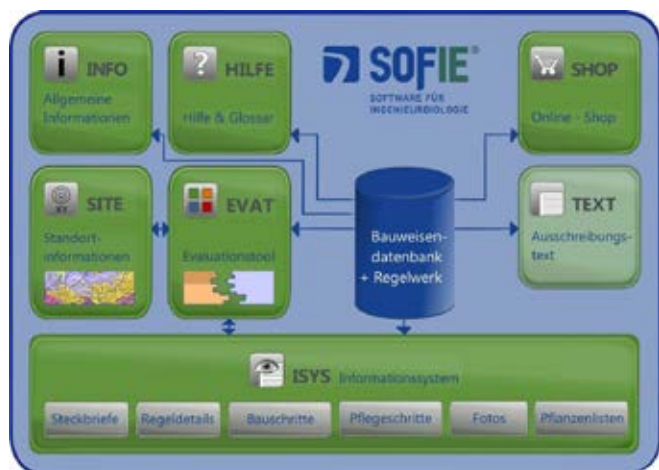 i INFO
Allgemeine
Informationen
? HILFE
Hilfe & Glossar
SOFIE®
SOFTWARE FÜR
INGENIEURBIOLOGIE
SHOP
Online - Shop
SITE
Standort-
informationen
EVAT
Evaluationstool
Bauweisen-
datenbank
+ Regelwerk
TEXT
Ausschreibungs-
text
ISYS Informationssystem
Steckbriefe
Regeldetails
Bauschritte
Pflegeschritte
Fotos
Pflanzenlisten